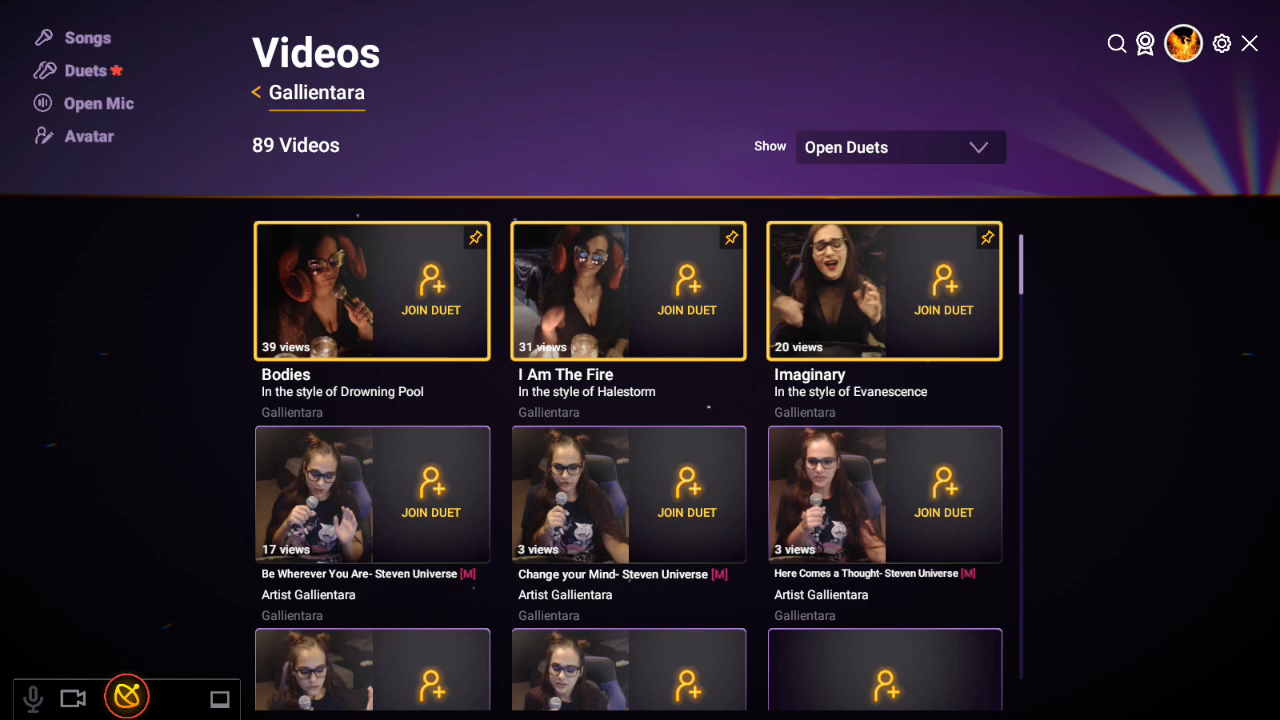 Songs
Duets *
Open Mic
Avatar
Videos
< Gallientara
89 Videos
Show
Open Duets
JOIN DUET
39 views
Bodies
In the style of Drowning Pool
Gallientara
JOIN DUET
31 views
I Am The Fire
In the style of Halestorm
Gallientara
JOIN DUET
20 views
Imaginary
In the style of Evanescence
Gallientara
JOIN DUET
17 views
Be Wherever You Are- Steven Universe [M]
Artist Gallientara
Gallientara
JOIN DUET
3 views
Change your Mind- Steven Universe [M]
Artist Gallientara
Gallientara
JOIN DUET
3 views
Here Comes a Thought- Steven Universe [M]
Artist Gallientara
Gallientara